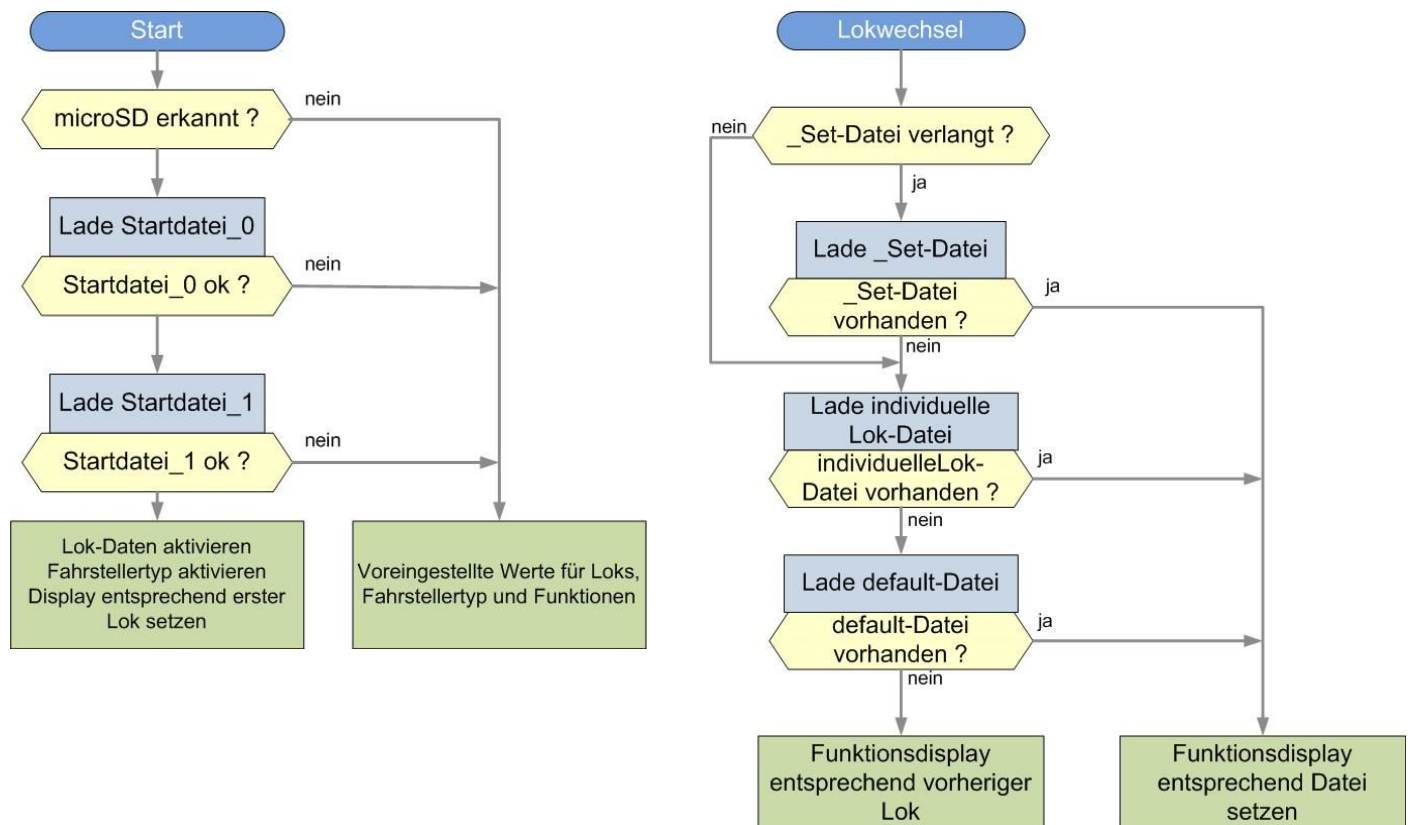 Start
microSD erkannt ?
nein
Lade Startdatei_0
nein
Startdatei_0 ok ?
Lade Startdatei_1
nein
Startdatei_1 ok ?
Lok-Daten aktivieren
Fahrstellertyp aktivieren
Display entsprechend erster
Lok setzen
Voreingestellte Werte für Loks,
Fahrstellertyp und Funktionen
Lokwechsel
nein
_Set-Datei verlangt ?
ja
Lade _Set-Datei
_Set-Datei
vorhanden ?
ja
nein
Lade individuelle
Lok-Datei
individuelleLok-
Datei vorhanden ?
ja
nein
Lade default-Datei
default-Datei
vorhanden ?
ja
nein
Funktionsdisplay
entsprechend vorheriger
Lok
Funktionsdisplay
entsprechend Datei
setzen